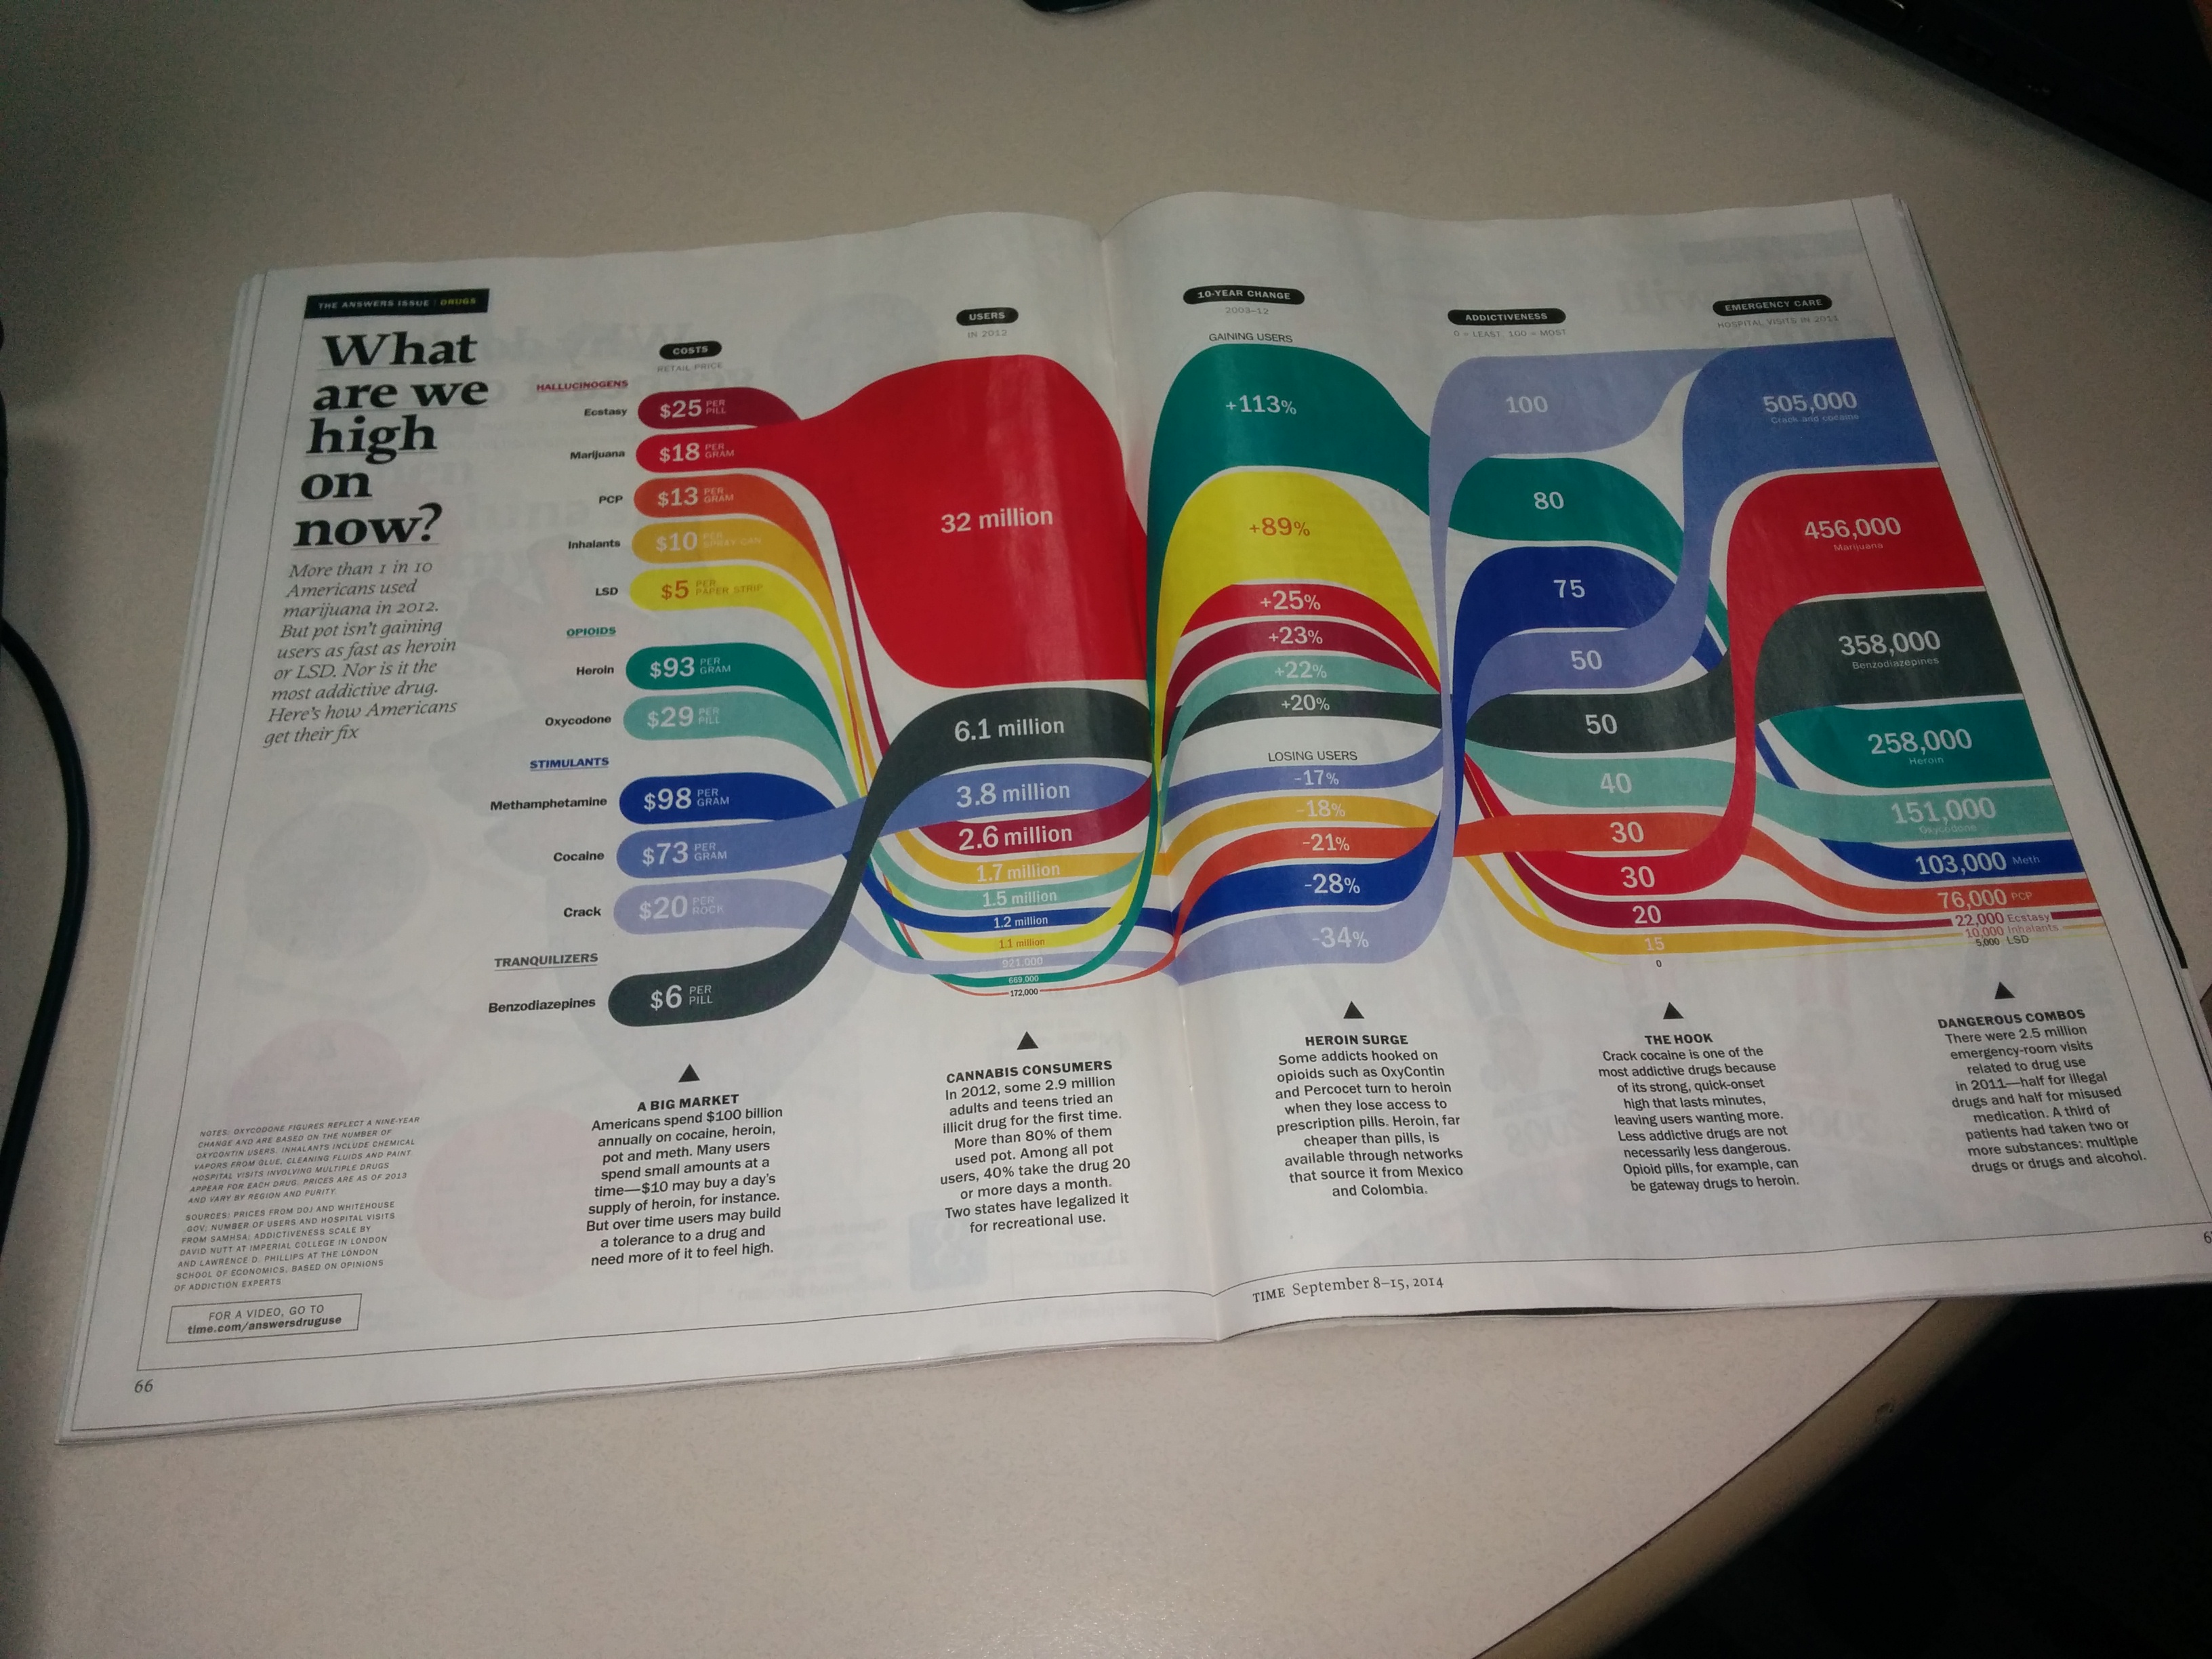 THE ANSWERS ISSUE | DRUGS
What
are we
high
on
now?
More than 1 in 10
Americans used
marijuana in 2012.
But pot isn't gaining
users as fast as heroin
or LSD. Nor is it the
most addictive drug.
Here's how Americans
get their fix
COSTS
RETAIL PRICE
HALLUCINOGENS
Ecstasy $25 PER PILL
Marijuana $18 PER GRAM
PCP $13 PER GRAM
Inhalants $10 PER SPRAY CAN
LSD $5 PER PAPER STRIP
OPIOIDS
Heroin $93 PER GRAM
Oxycodone $29 PER PILL
STIMULANTS
Methamphetamine $98 PER GRAM
Cocaine $73 PER GRAM
Crack $20 PER ROCK
TRANQUILIZERS
Benzodiazepines $6 PER PILL
USERS
IN 2012
32 million
6.1 million
3.8 million
2.6 million
1.7 million
1.5 million
1.2 million
1.1 million
921,000
669,000
172,000
10-YEAR CHANGE
2003–12
GAINING USERS
+113%
+89%
+25%
+23%
+22%
+20%
LOSING USERS
-17%
-18%
-21%
-28%
-34%
ADDICTIVENESS
0 = LEAST, 100 = MOST
100
80
75
50
50
40
30
30
20
15
0
EMERGENCY CARE
HOSPITAL VISITS IN 2011
505,000
Crack and cocaine
456,000
Marijuana
358,000
Benzodiazepines
258,000
Heroin
151,000
Oxycodone
103,000 Meth
76,000 PCP
22,000 Ecstasy
10,000 Inhalants
5,000 LSD
A BIG MARKET
Americans spend $100 billion
annually on cocaine, heroin,
pot and meth. Many users
spend small amounts at a
time—$10 may buy a day's
supply of heroin, for instance.
But over time users may build
a tolerance to a drug and
need more of it to feel high.
CANNABIS CONSUMERS
In 2012, some 2.9 million
adults and teens tried an
illicit drug for the first time.
More than 80% of them
used pot. Among all pot
users, 40% take the drug 20
or more days a month.
Two states have legalized it
for recreational use.
HEROIN SURGE
Some addicts hooked on
opioids such as OxyContin
and Percocet turn to heroin
when they lose access to
prescription pills. Heroin, far
cheaper than pills, is
available through networks
that source it from Mexico
and Colombia.
THE HOOK
Crack cocaine is one of the
most addictive drugs because
of its strong, quick-onset
high that lasts minutes,
leaving users wanting more.
Less addictive drugs are not
necessarily less dangerous.
Opioid pills, for example, can
be gateway drugs to heroin.
DANGEROUS COMBOS
There were 2.5 million
emergency-room visits
related to drug use
in 2011—half for illegal
drugs and half for misused
medication. A third of
patients had taken two or
more substances: multiple
drugs or drugs and alcohol.
NOTES: OXYCODONE FIGURES REFLECT A NINE-YEAR
CHANGE AND ARE BASED ON THE NUMBER OF
OXYCONTIN USERS. INHALANTS INCLUDE CHEMICAL
VAPORS FROM GLUE, CLEANING FLUIDS AND PAINT.
HOSPITAL VISITS INVOLVING MULTIPLE DRUGS
APPEAR FOR EACH DRUG. PRICES ARE AS OF 2013
AND VARY BY REGION AND PURITY
SOURCES: PRICES FROM DOJ AND WHITEHOUSE
.GOV; NUMBER OF USERS AND HOSPITAL VISITS
FROM SAMHSA; ADDICTIVENESS SCALE BY
DAVID NUTT AT IMPERIAL COLLEGE IN LONDON
AND LAWRENCE D. PHILLIPS AT THE LONDON
SCHOOL OF ECONOMICS, BASED ON OPINIONS
OF ADDICTION EXPERTS
FOR A VIDEO, GO TO
time.com/answersdruguse
66
TIME September 8–15, 2014